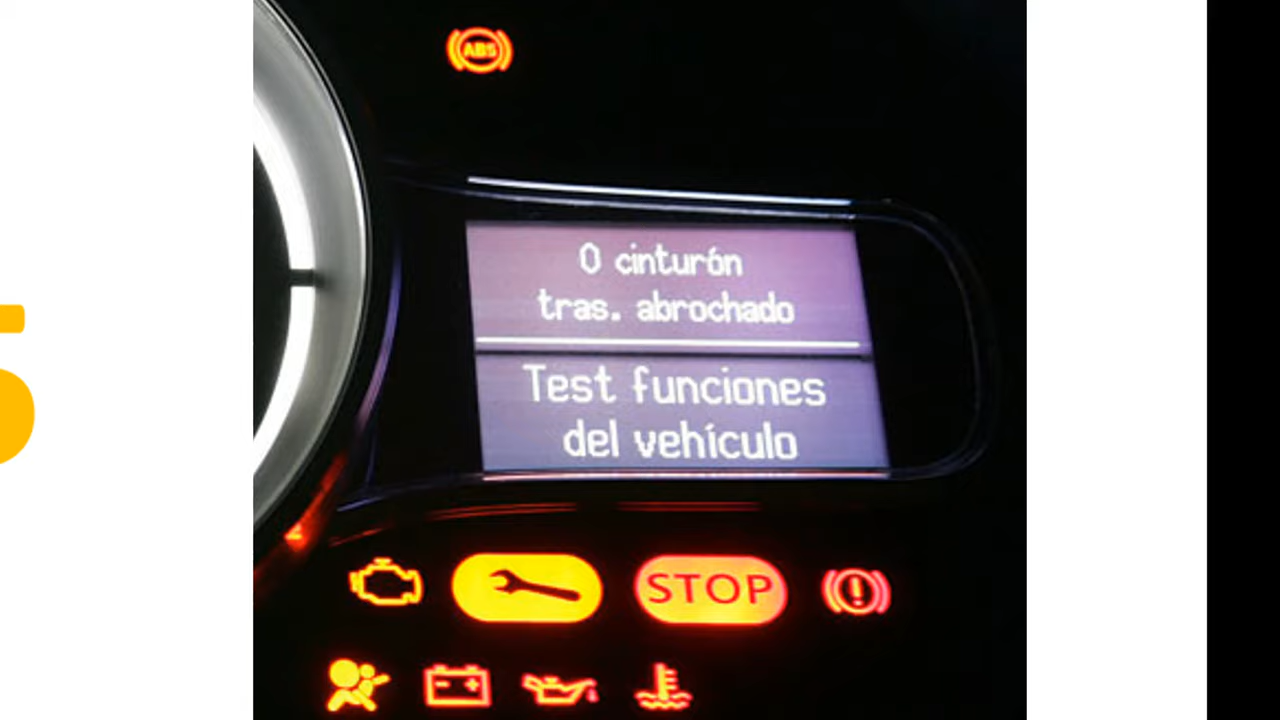 ABS
0 cinturón
tras. abrochado
Test funciones
del vehículo
STOP